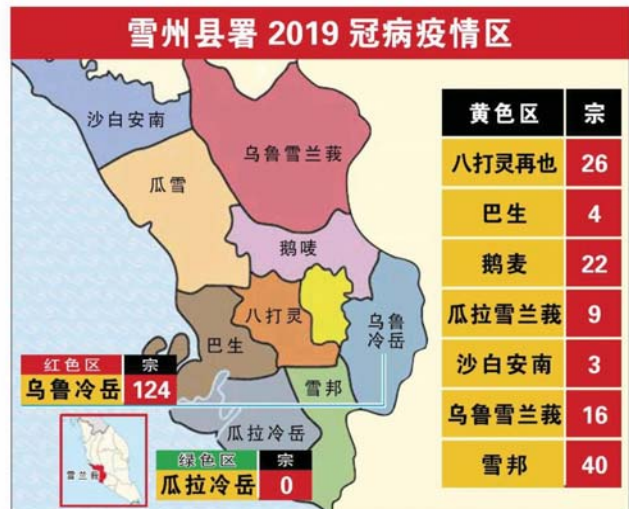 雪州县署 2019 冠病疫情区
沙白安南
乌鲁雪兰莪
瓜雪
鹅唛
八打灵
乌鲁
冷岳
巴生
雪邦
瓜拉冷岳
黄色区 宗
八打灵再也 26
巴生 4
鹅麦 22
瓜拉雪兰莪 9
沙白安南 3
乌鲁雪兰莪 16
雪邦 40
红色区 宗
乌鲁冷岳 124
雪兰莪
绿色区 宗
瓜拉冷岳 0